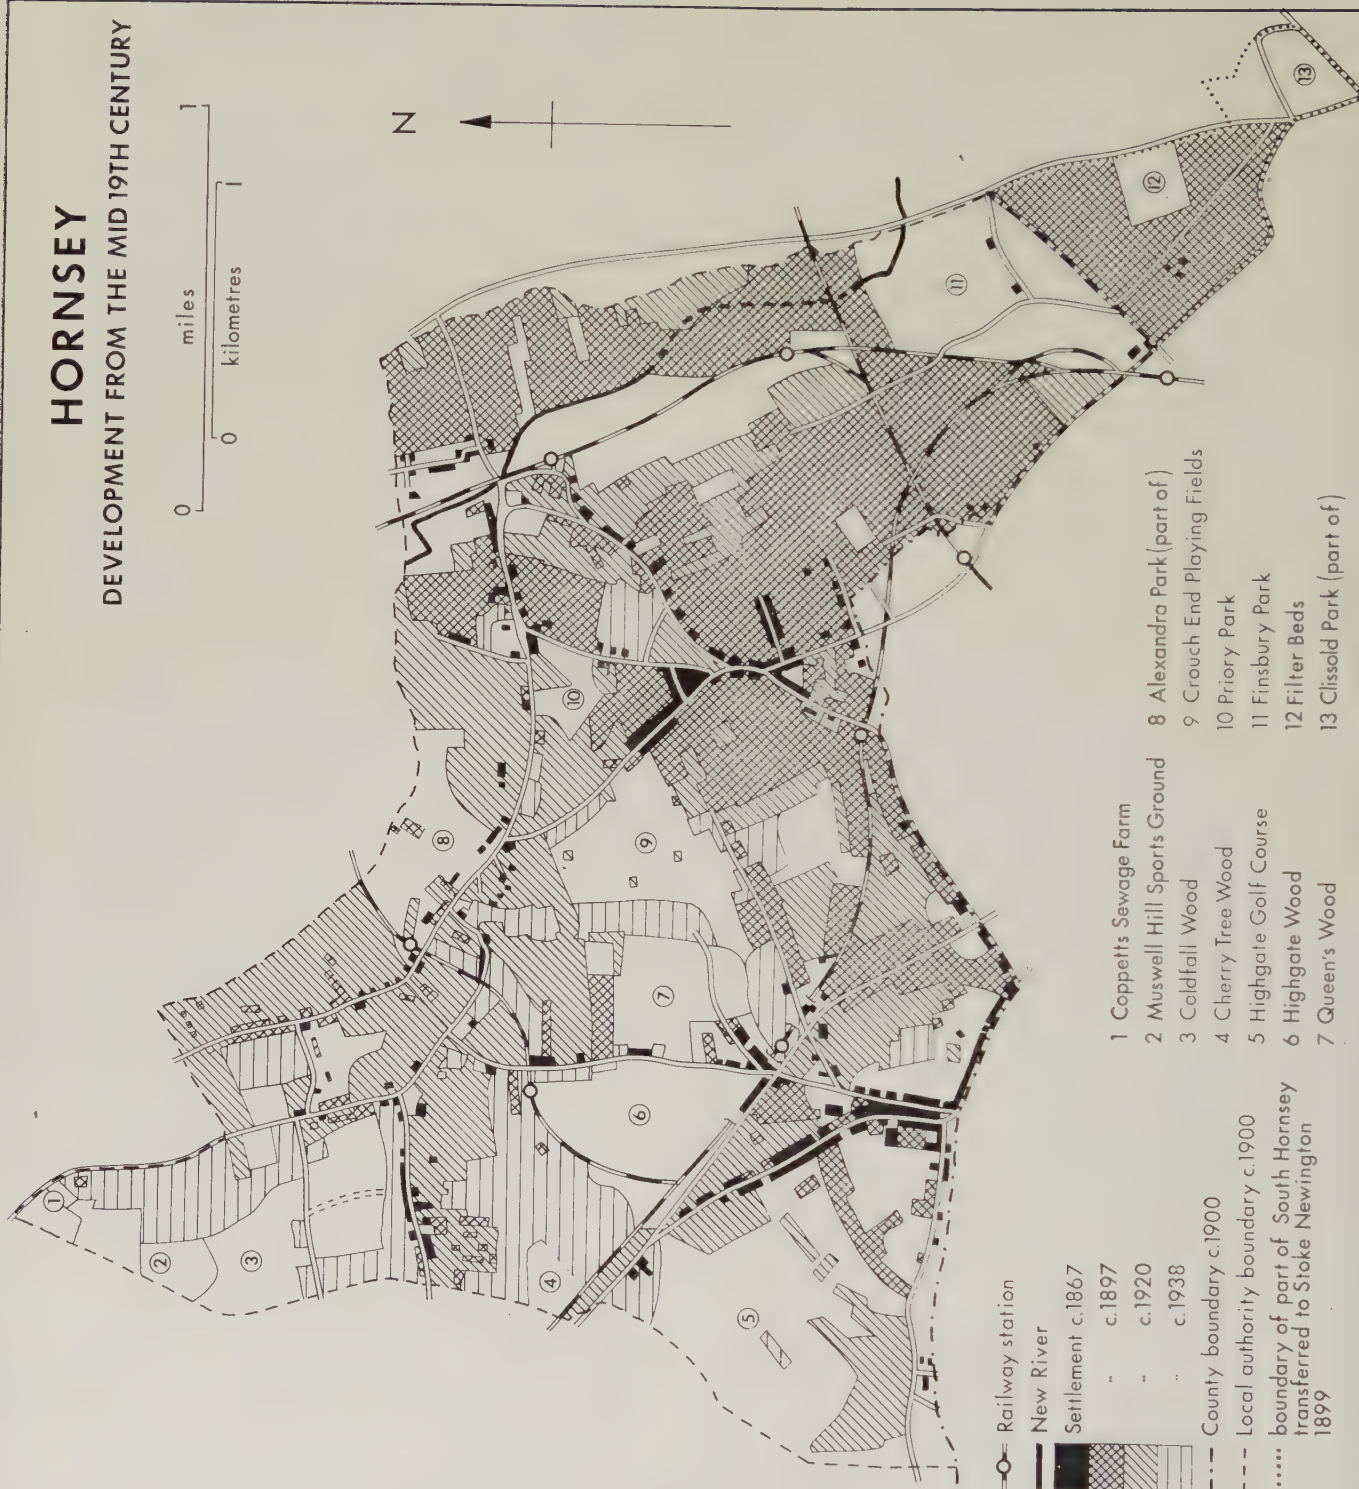 HORNSEY
DEVELOPMENT FROM THE MID 19TH CENTURY
0 miles 1
0 kilometres 1
N
1
2
3
4
5
6
7
8
9
10
11
12
13
Railway station
New River
Settlement c.1867
" c.1897
" c.1920
" c.1938
County boundary c.1900
Local authority boundary c.1900
boundary of part of South Hornsey
transferred to Stoke Newington
1899
1 Coppetts Sewage Farm
2 Muswell Hill Sports Ground
3 Coldfall Wood
4 Cherry Tree Wood
5 Highgate Golf Course
6 Highgate Wood
7 Queen's Wood
8 Alexandra Park (part of)
9 Crouch End Playing Fields
10 Priory Park
11 Finsbury Park
12 Filter Beds
13 Clissold Park (part of)